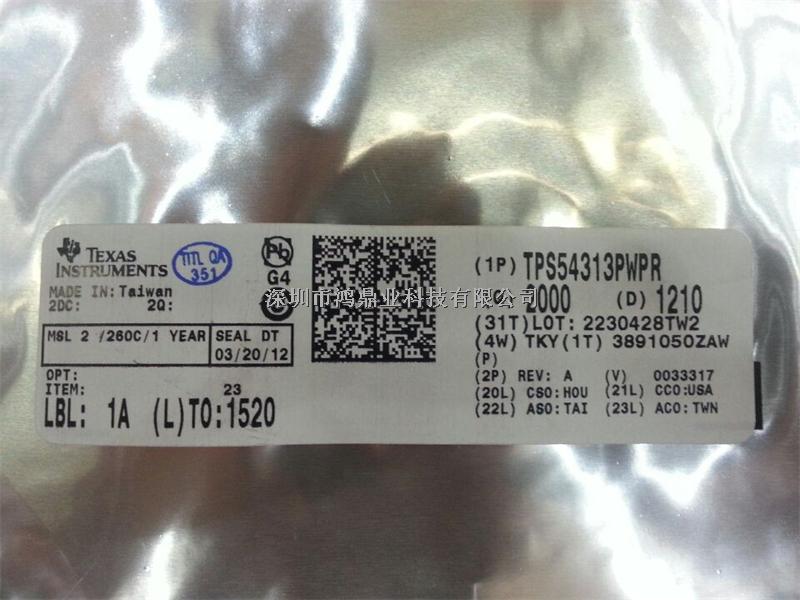 TEXAS
INSTRUMENTS
TITL QA
351
Pb
G4
MADE IN: Taiwan
2DC: 2Q:
MSL 2 /260C/1 YEAR
SEAL DT
03/20/12
OPT:
ITEM: 23
LBL: 1A (L)TO:1520
(1P) TPS54313PWPR
深圳市鸿鼎业科技有限公司
2000 (D) 1210
(31T)LOT: 2230428TW2
(4W) TKY(1T) 3891050ZAW
(P)
(2P) REV: A (V) 0033317
(20L) CSO:HOU (21L) CCO:USA
(22L) ASO:TAI (23L) ACO:TWN